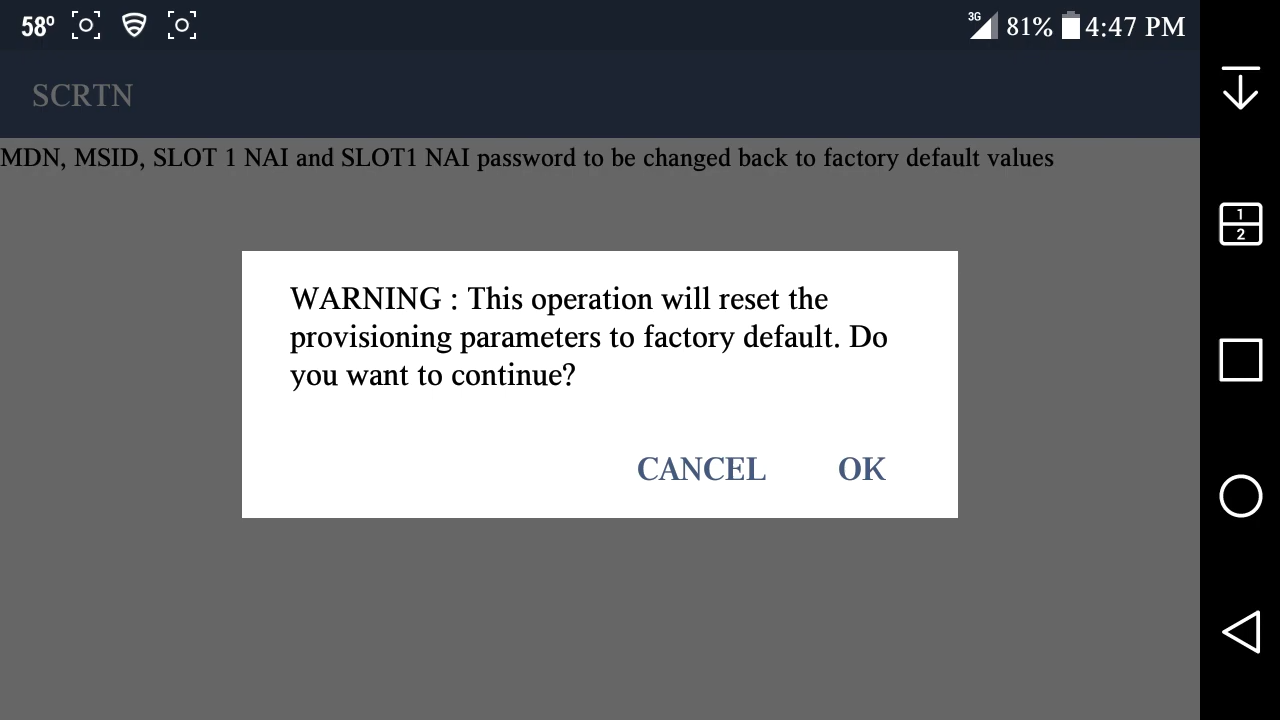 58º 3G 81% 4:47 PM
SCRTN
MDN, MSID, SLOT 1 NAI and SLOT1 NAI password to be changed back to factory default values
WARNING : This operation will reset the
provisioning parameters to factory default. Do
you want to continue?
CANCEL OK
1
2